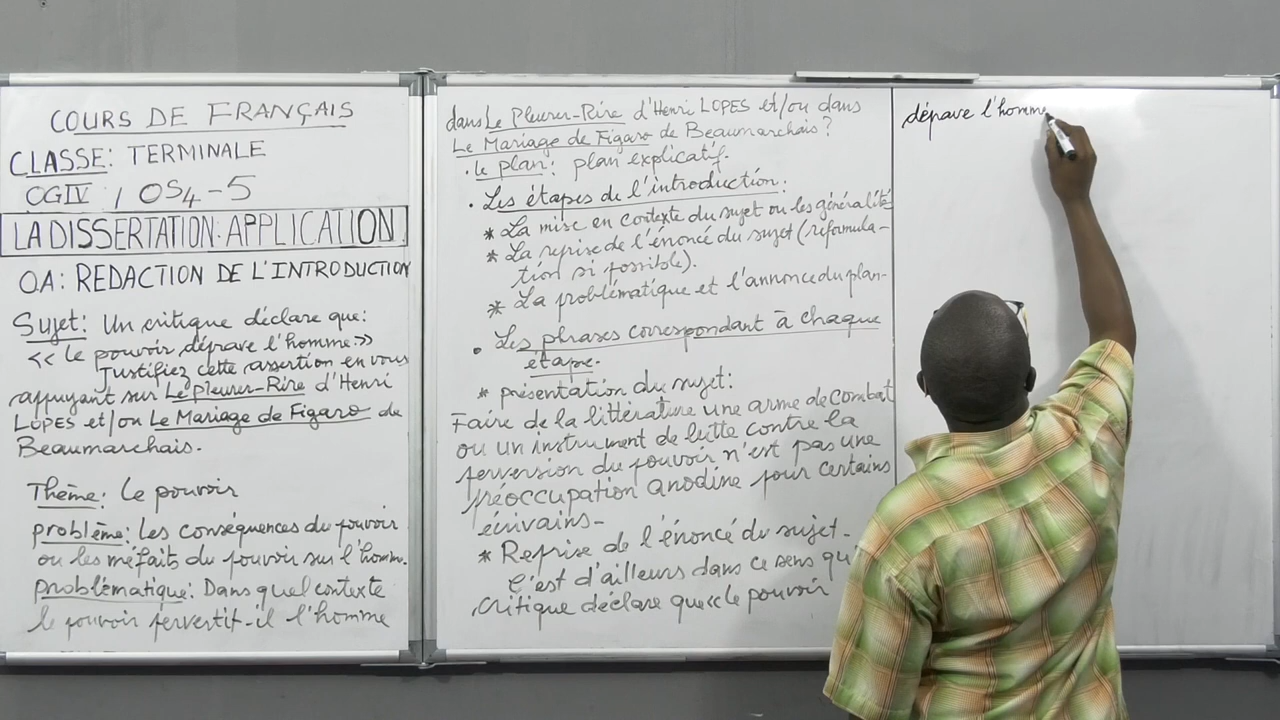 COURS DE FRANÇAIS
CLASSE: TERMINALE
OGIV / OS4-5
LA DISSERTATION: APPLICATION
OA: REDACTION DE L'INTRODUCTION
Sujet: Un critique déclare que:
<< Le pouvoir déprave l'homme>>
Justifiez cette assertion en vous
appuyant sur Le Pleurer-Rire d'Henri
LOPES et/ou Le Mariage de Figaro de
Beaumarchais.
Thème: Le pouvoir
problème: Les conséquences du pouvoir
ou les méfaits du pouvoir sur l'homme.
problématique: Dans quel contexte
le pouvoir pervertit-il l'homme
dans Le Pleurer-Rire d'Henri LOPES et/ou dans
Le Mariage de Figaro de Beaumarchais?
. le plan: plan explicatif.
. Les étapes de l'introduction:
* La mise en contexte du sujet ou les généralité
* La reprise de l'énoncé du sujet (reformula-
tion si possible).
* La problématique et l'annonce du plan-
. Les phrases correspondant à chaque
étape.
* présentation du sujet:
Faire de la littérature une arme de combat
ou un instrument de lutte contre la
perversion du pouvoir n'est pas une
préoccupation anodine pour certains
écrivains-
* Reprise de l'énoncé du sujet-
C'est d'ailleurs dans ce sens qu'
critique déclare que << le pouvoir
déprave l'homme